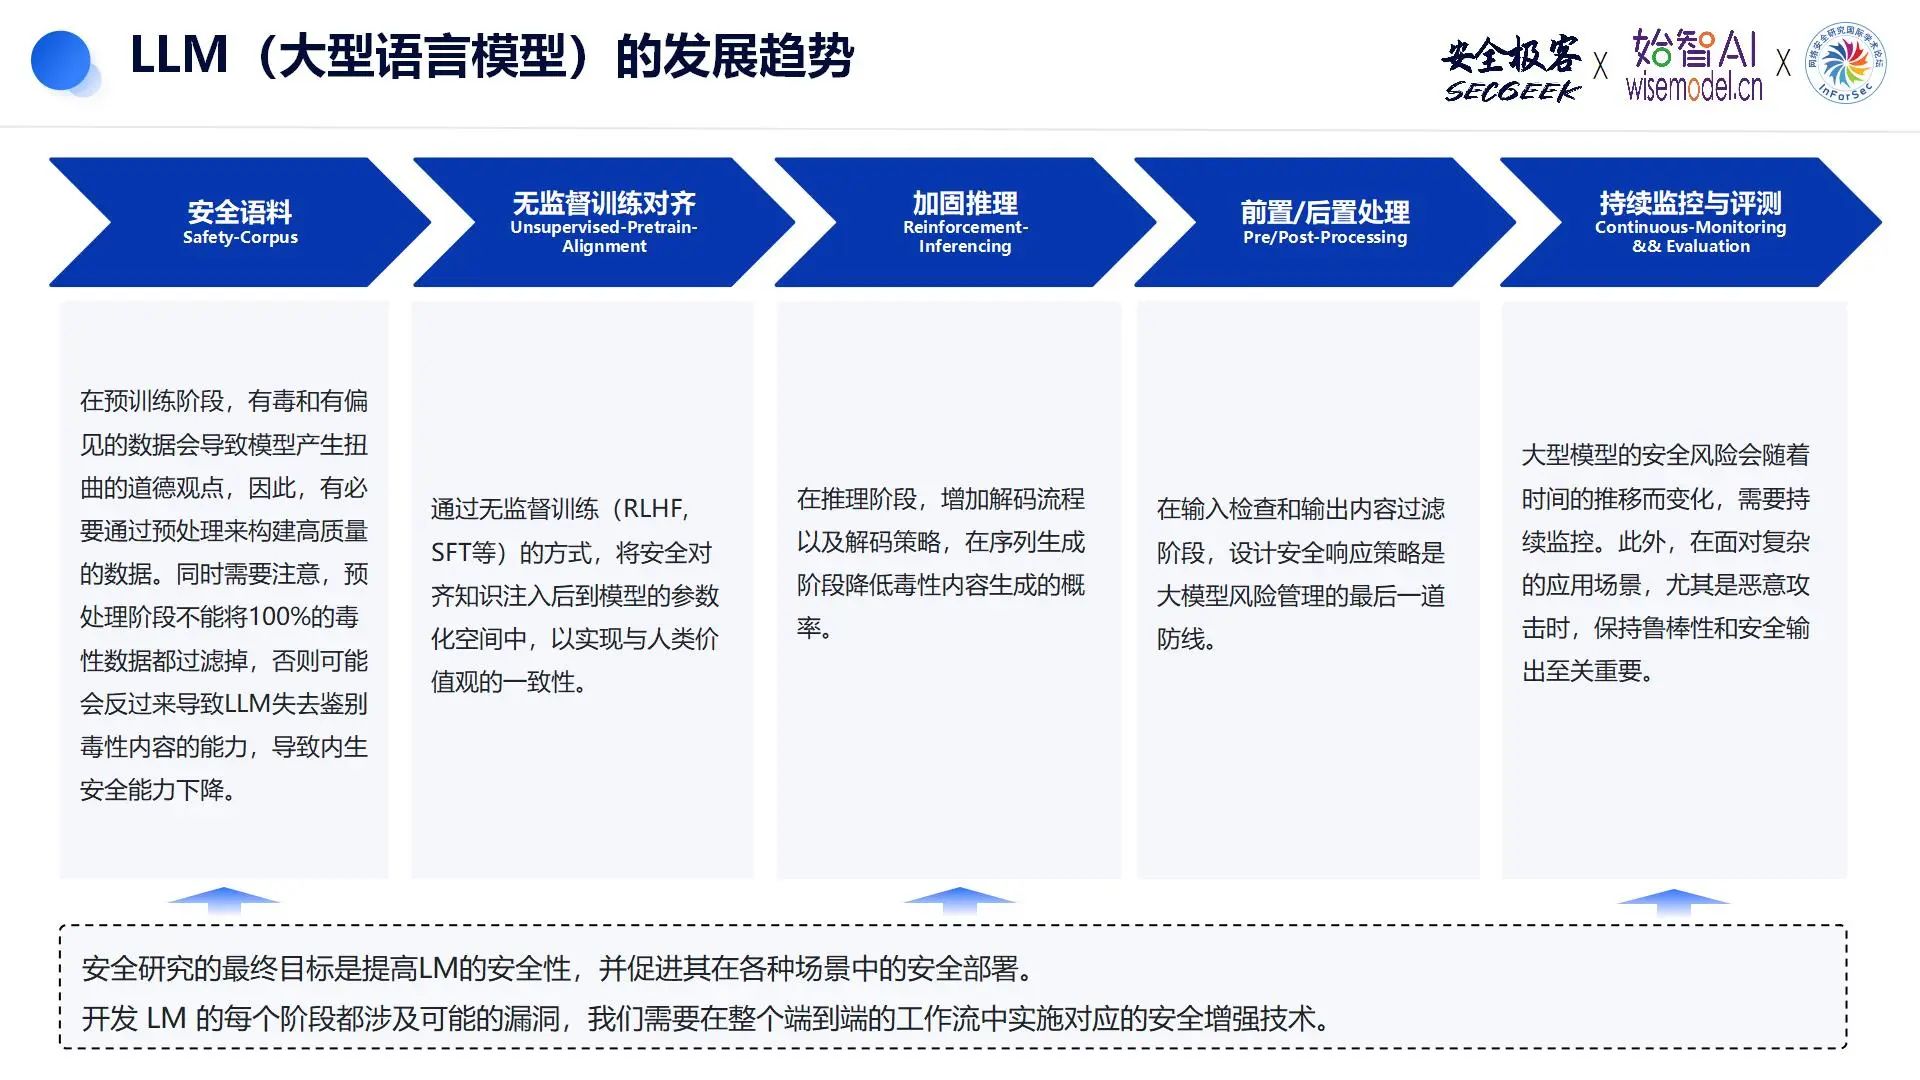 LLM（大型语言模型）的发展趋势
安全极客
SECGEEK
X
始智AI
wisemodel.cn
X
网络安全研究国际学术论坛
InForSec
安全语料
Safety-Corpus
无监督训练对齐
Unsupervised-Pretrain-
Alignment
加固推理
Reinforcement-
Inferencing
前置/后置处理
Pre/Post-Processing
持续监控与评测
Continuous-Monitoring
&& Evaluation
在预训练阶段，有毒和有偏
见的数据会导致模型产生扭
曲的道德观点，因此，有必
要通过预处理来构建高质量
的数据。同时需要注意，预
处理阶段不能将100%的毒
性数据都过滤掉，否则可能
会反过来导致LLM失去鉴别
毒性内容的能力，导致内生
安全能力下降。
通过无监督训练（RLHF,
SFT等）的方式，将安全对
齐知识注入后到模型的参数
化空间中，以实现与人类价
值观的一致性。
在推理阶段，增加解码流程
以及解码策略，在序列生成
阶段降低毒性内容生成的概
率。
在输入检查和输出内容过滤
阶段，设计安全响应策略是
大模型风险管理的最后一道
防线。
大型模型的安全风险会随着
时间的推移而变化，需要持
续监控。此外，在面对复杂
的应用场景，尤其是恶意攻
击时，保持鲁棒性和安全输
出至关重要。
安全研究的最终目标是提高LM的安全性，并促进其在各种场景中的安全部署。
开发 LM 的每个阶段都涉及可能的漏洞，我们需要在整个端到端的工作流中实施对应的安全增强技术。